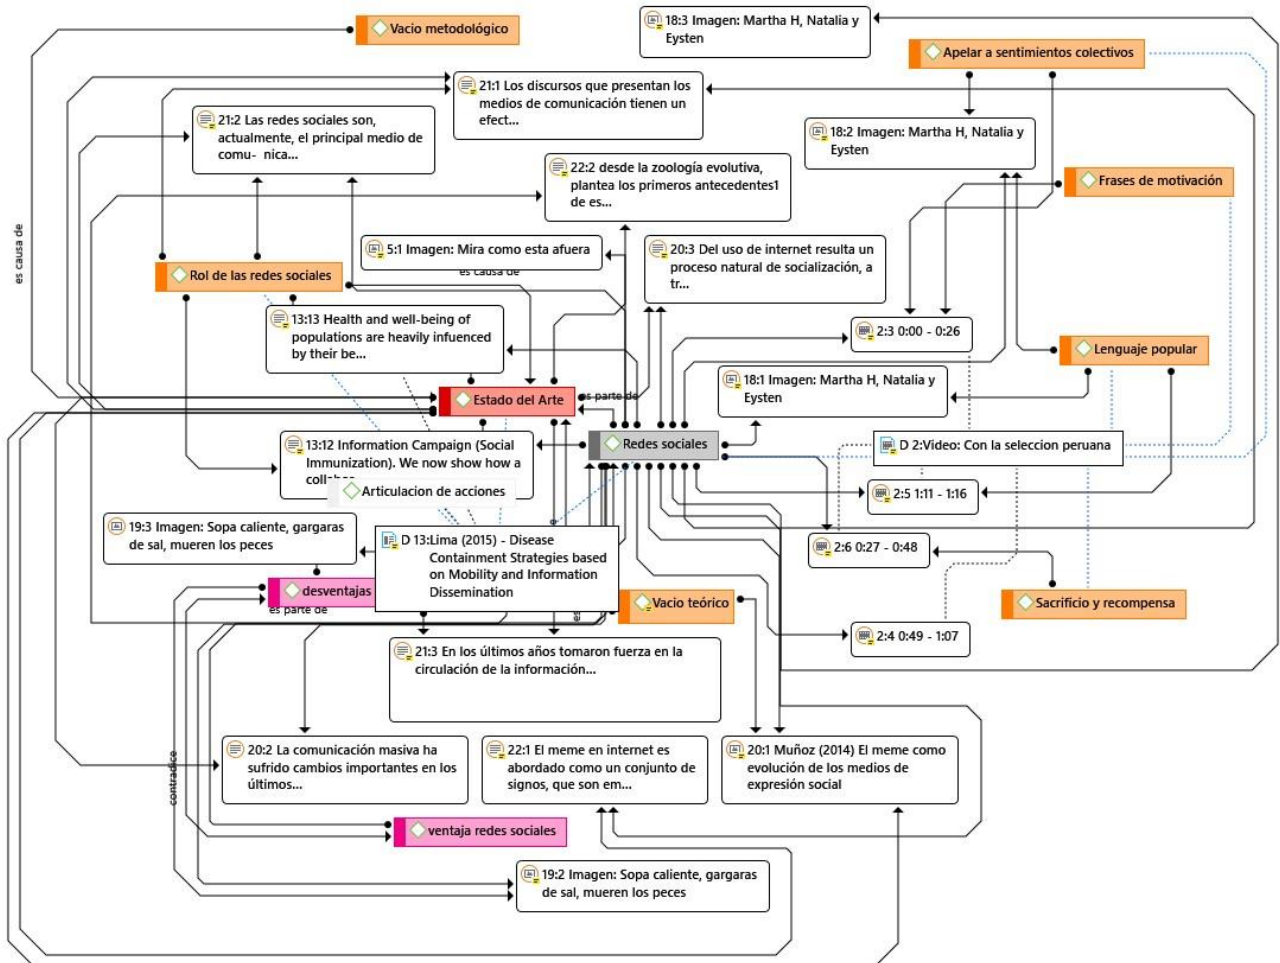 Vacio metodológico
18:3 Imagen: Martha H, Natalia y
Eysten
Apelar a sentimientos colectivos
21:1 Los discursos que presentan los
medios de comunicación tienen un
efect...
21:2 Las redes sociales son,
actualmente, el principal medio de
comu- nica...
18:2 Imagen: Martha H, Natalia y
Eysten
22:2 desde la zoología evolutiva,
plantea los primeros antecedentes1
de es...
Frases de motivación
es causa de
5:1 Imagen: Mira como esta afuera
es causa de
20:3 Del uso de internet resulta un
proceso natural de socialización, a
tr...
Rol de las redes sociales
13:13 Health and well-being of
populations are heavily infuenced
by their be...
2:3 0:00 - 0:26
Lenguaje popular
18:1 Imagen: Martha H, Natalia y
Eysten
Estado del Arte
es parte de
Redes sociales
D 2:Video: Con la seleccion peruana
13:12 Information Campaign (Social
Immunization). We now show how a
Articulacion de acciones
2:5 1:11 - 1:16
19:3 Imagen: Sopa caliente, gargaras
de sal, mueren los peces
D 13:Lima (2015) - Disease
Containment Strategies based
on Mobility and Information
Dissemination
2:6 0:27 - 0:48
desventajas
es parte de
es
Vacio teórico
Sacrificio y recompensa
2:4 0:49 - 1:07
21:3 En los últimos años tomaron fuerza en la
circulación de la información...
contradice
20:2 La comunicación masiva ha
sufrido cambios importantes en los
últimos...
22:1 El meme en internet es
abordado como un conjunto de
signos, que son em...
20:1 Muñoz (2014) El meme como
evolución de los medios de
expresión social
ventaja redes sociales
19:2 Imagen: Sopa caliente, gargaras
de sal, mueren los peces